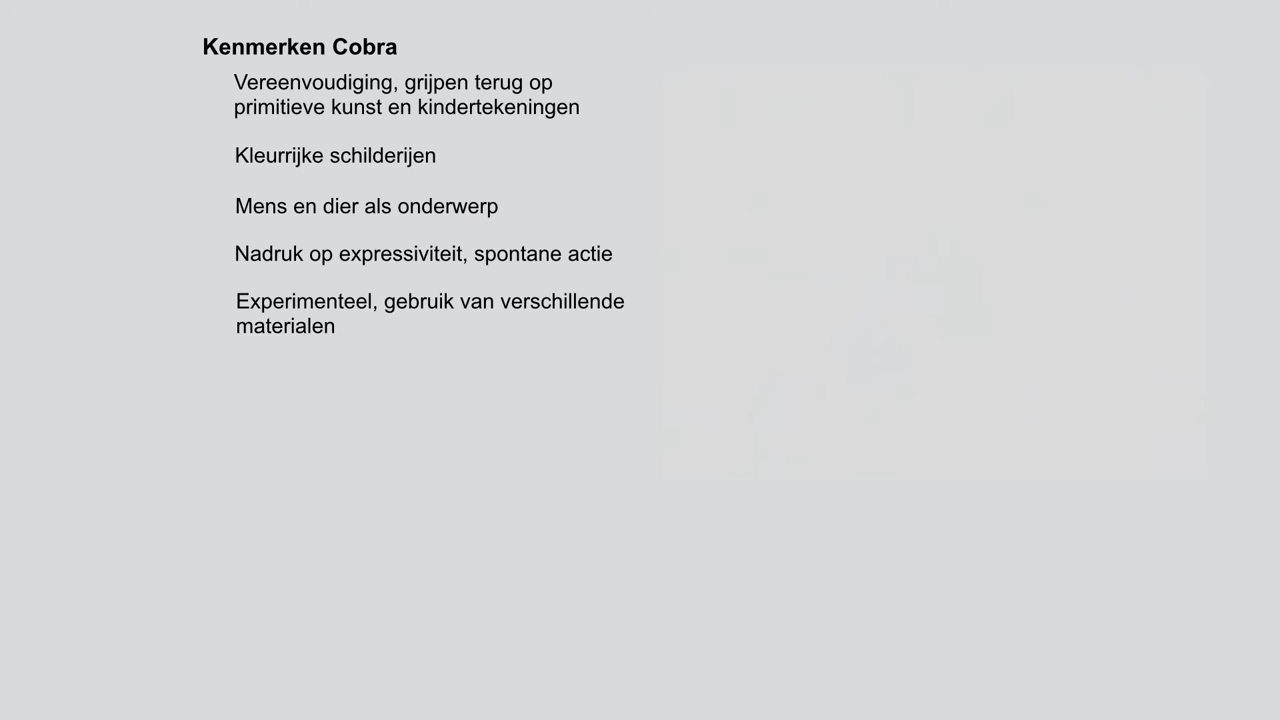 Kenmerken Cobra
Vereenvoudiging, grijpen terug op
primitieve kunst en kindertekeningen
Kleurrijke schilderijen
Mens en dier als onderwerp
Nadruk op expressiviteit, spontane actie
Experimenteel, gebruik van verschillende
materialen